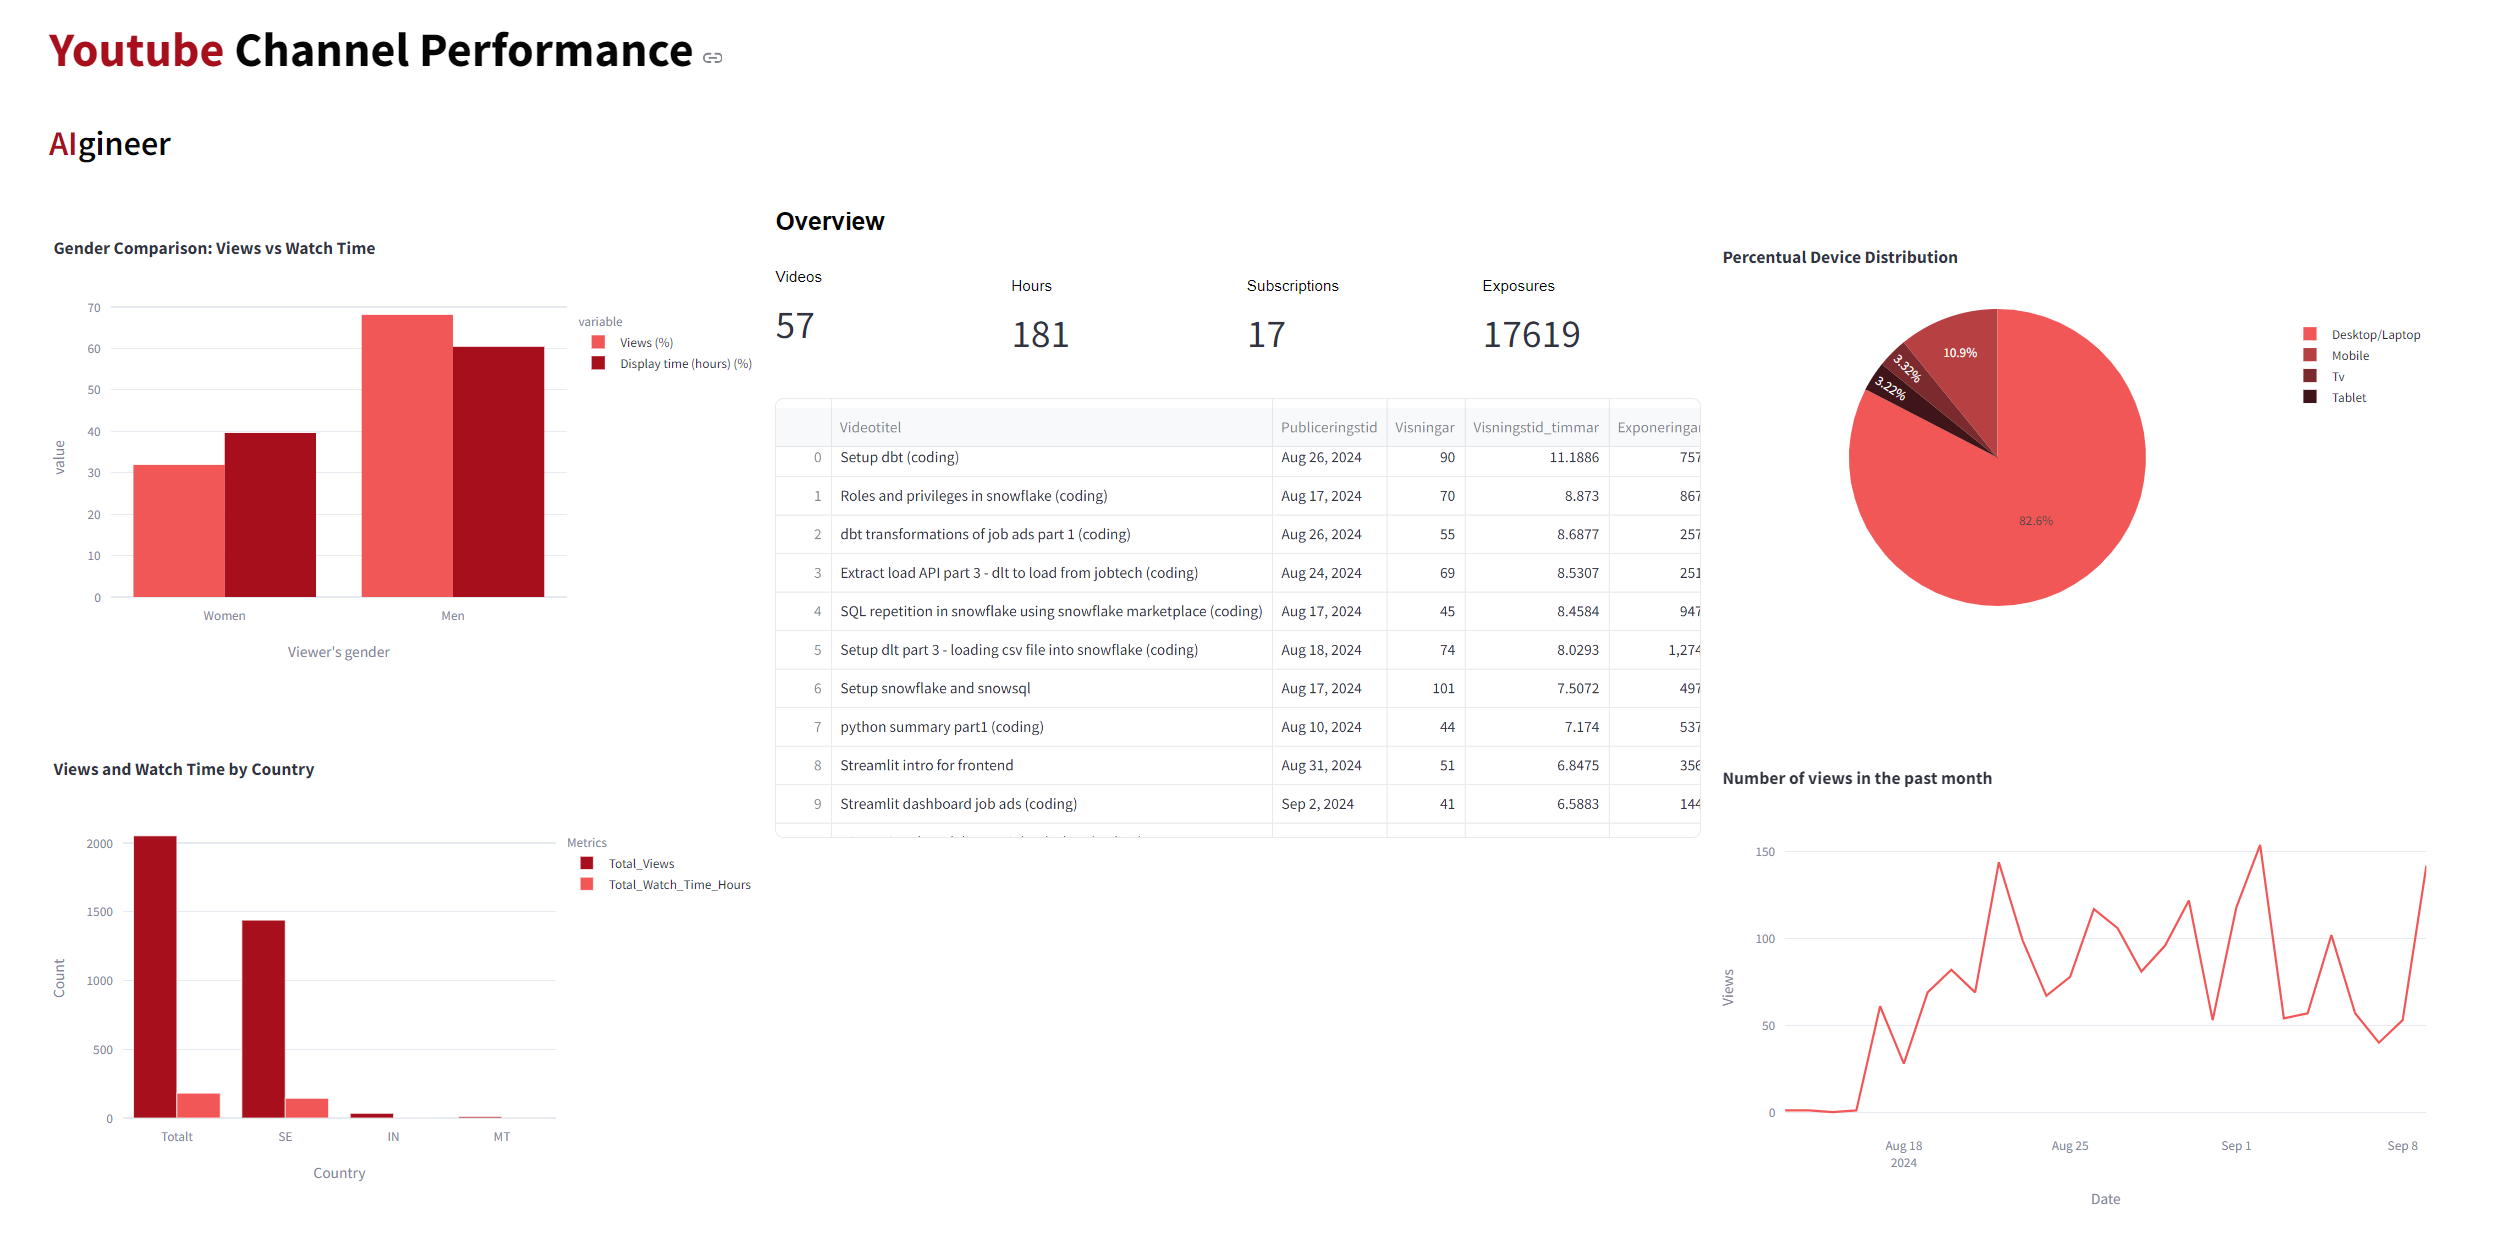 Youtube Channel Performance
AIgineer
Gender Comparison: Views vs Watch Time
70
60
50
40
30
20
10
0
value
Women Men
Viewer's gender
variable
Views (%)
Display time (hours) (%)
Views and Watch Time by Country
2000
1500
1000
500
0
Count
Totalt SE IN MT
Country
Metrics
Total_Views
Total_Watch_Time_Hours
Overview
Videos Hours Subscriptions Exposures
57 181 17 17619
Videotitel Publiceringstid Visningar Visningstid_timmar Exponeringar
0 Setup dbt (coding) Aug 26, 2024 90 11.1886 757
1 Roles and privileges in snowflake (coding) Aug 17, 2024 70 8.873 867
2 dbt transformations of job ads part 1 (coding) Aug 26, 2024 55 8.6877 257
3 Extract load API part 3 - dlt to load from jobtech (coding) Aug 24, 2024 69 8.5307 251
4 SQL repetition in snowflake using snowflake marketplace (coding) Aug 17, 2024 45 8.4584 947
5 Setup dlt part 3 - loading csv file into snowflake (coding) Aug 18, 2024 74 8.0293 1,274
6 Setup snowflake and snowsql Aug 17, 2024 101 7.5072 497
7 python summary part1 (coding) Aug 10, 2024 44 7.174 537
8 Streamlit intro for frontend Aug 31, 2024 51 6.8475 356
9 Streamlit dashboard job ads (coding) Sep 2, 2024 41 6.5883 144
Percentual Device Distribution
10.9%
3.32%
3.22%
82.6%
Desktop/Laptop
Mobile
Tv
Tablet
Number of views in the past month
150
100
50
0
Views
Aug 18 Aug 25 Sep 1 Sep 8
2024
Date